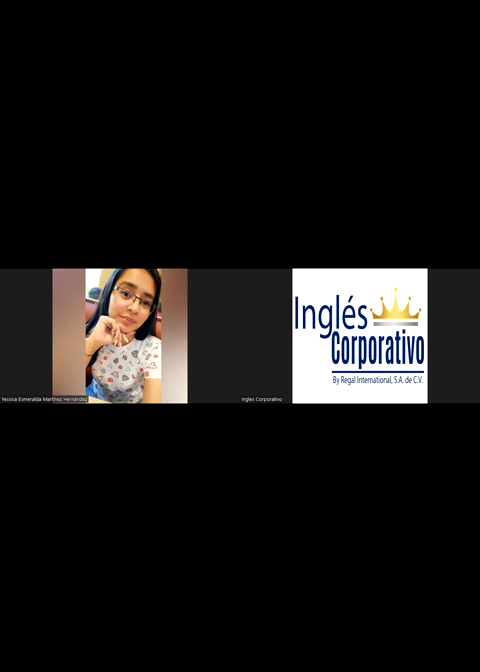 Inglés
Corporativo
By Regal International, S.A. de C.V.
Yessica Esmeralda Martinez Hernandez
Ingles Corporativo